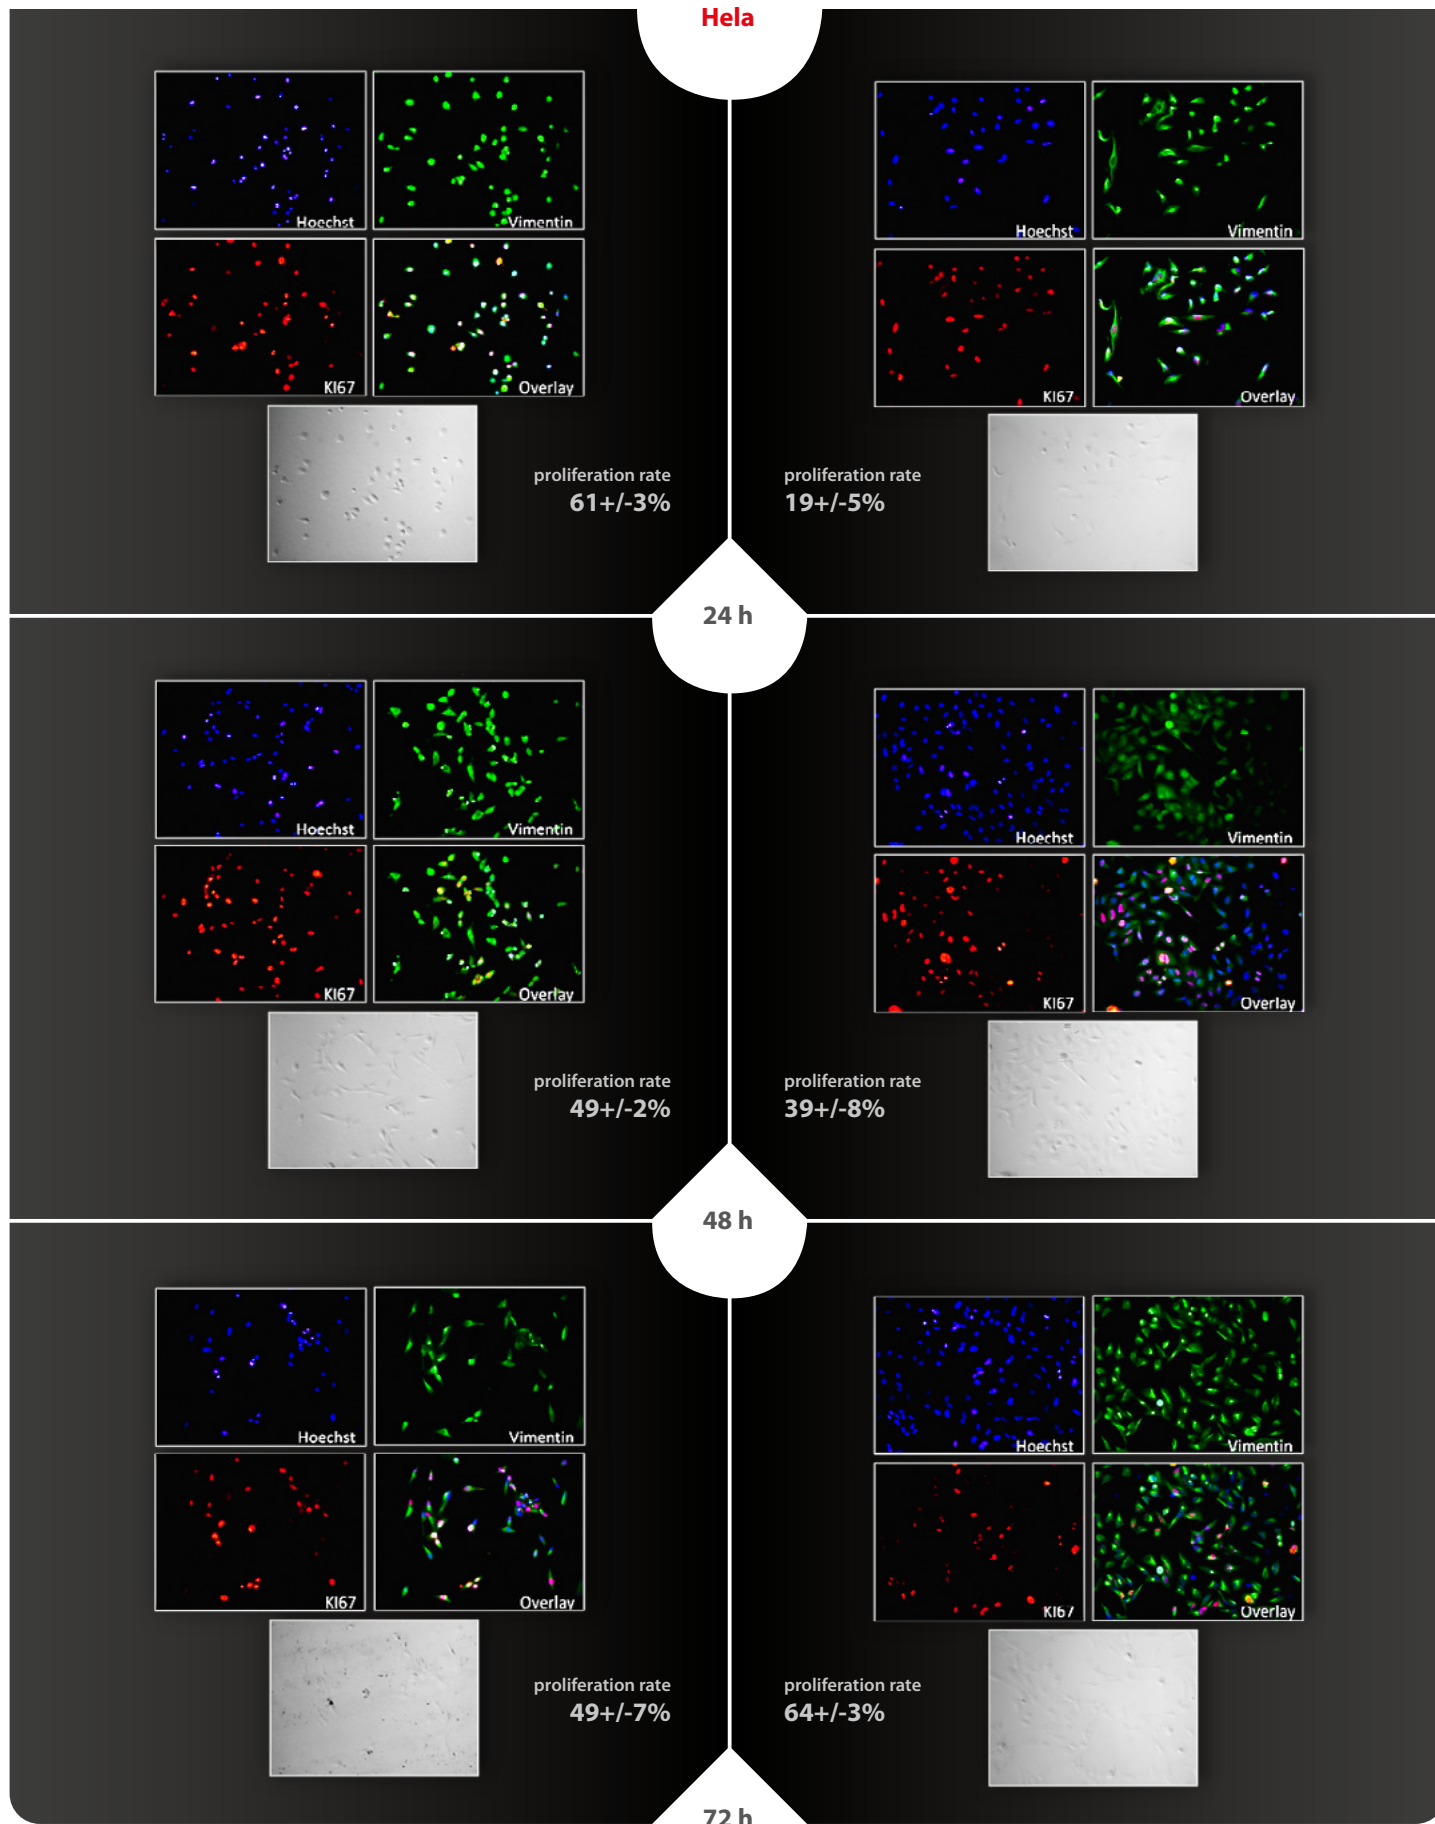 Hela
Hoechst
Vimentin
KI67
Overlay
proliferation rate
61+/-3%
Hoechst
Vimentin
KI67
Overlay
proliferation rate
19+/-5%
24 h
Hoechst
Vimentin
KI67
Overlay
proliferation rate
49+/-2%
Hoechst
Vimentin
KI67
Overlay
proliferation rate
39+/-8%
48 h
Hoechst
Vimentin
KI67
Overlay
proliferation rate
49+/-7%
Hoechst
Vimentin
KI67
Overlay
proliferation rate
64+/-3%
72 h